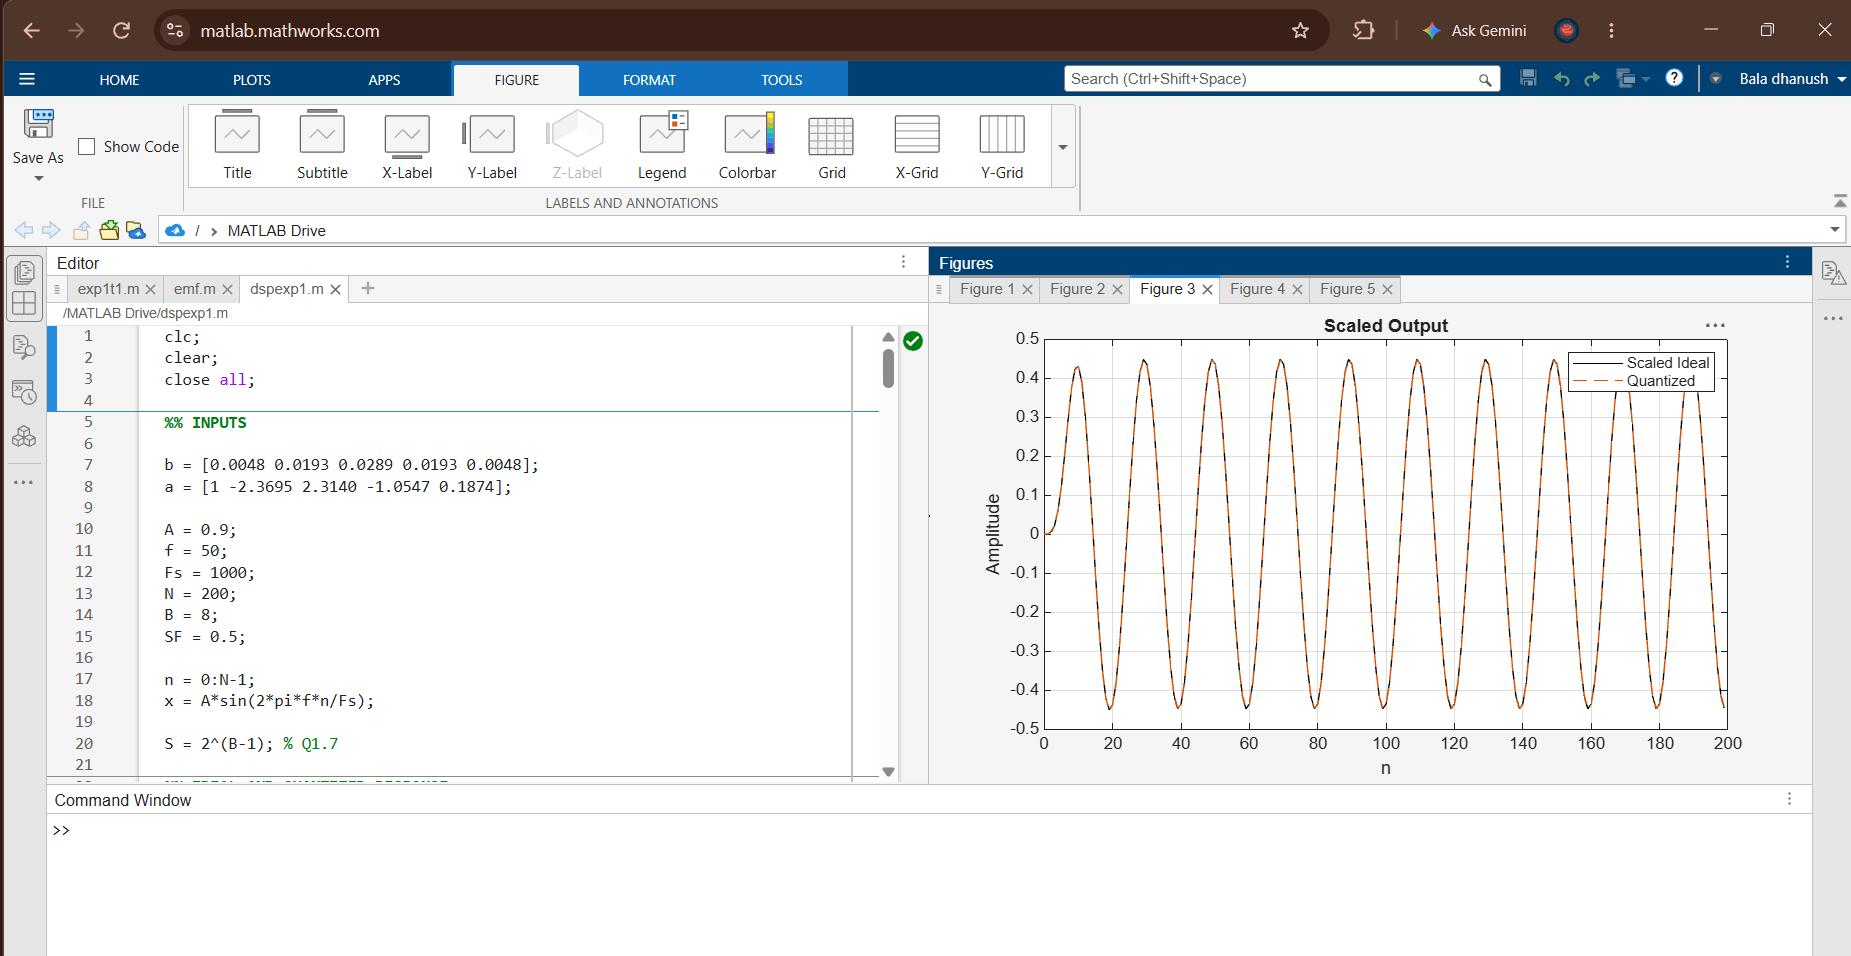 matlab.mathworks.com
Ask Gemini
HOME PLOTS APPS FIGURE FORMAT TOOLS
Search (Ctrl+Shift+Space)
Bala dhanush
Save As
Show Code
Title Subtitle X-Label Y-Label Z-Label Legend Colorbar Grid X-Grid Y-Grid
FILE LABELS AND ANNOTATIONS
/ > MATLAB Drive
Editor
exp1t1.m emf.m dspexp1.m
/MATLAB Drive/dspexp1.m
1 clc;
2 clear;
3 close all;
4
5 %% INPUTS
6
7 b = [0.0048 0.0193 0.0289 0.0193 0.0048];
8 a = [1 -2.3695 2.3140 -1.0547 0.1874];
9
10 A = 0.9;
11 f = 50;
12 Fs = 1000;
13 N = 200;
14 B = 8;
15 SF = 0.5;
16
17 n = 0:N-1;
18 x = A*sin(2*pi*f*n/Fs);
19
20 S = 2^(B-1); % Q1.7
21
Figures
Figure 1 Figure 2 Figure 3 Figure 4 Figure 5
Scaled Output
Scaled Ideal
Quantized
Amplitude
0.5
0.4
0.3
0.2
0.1
0
-0.1
-0.2
-0.3
-0.4
-0.5
0 20 40 60 80 100 120 140 160 180 200
n
Command Window
>>